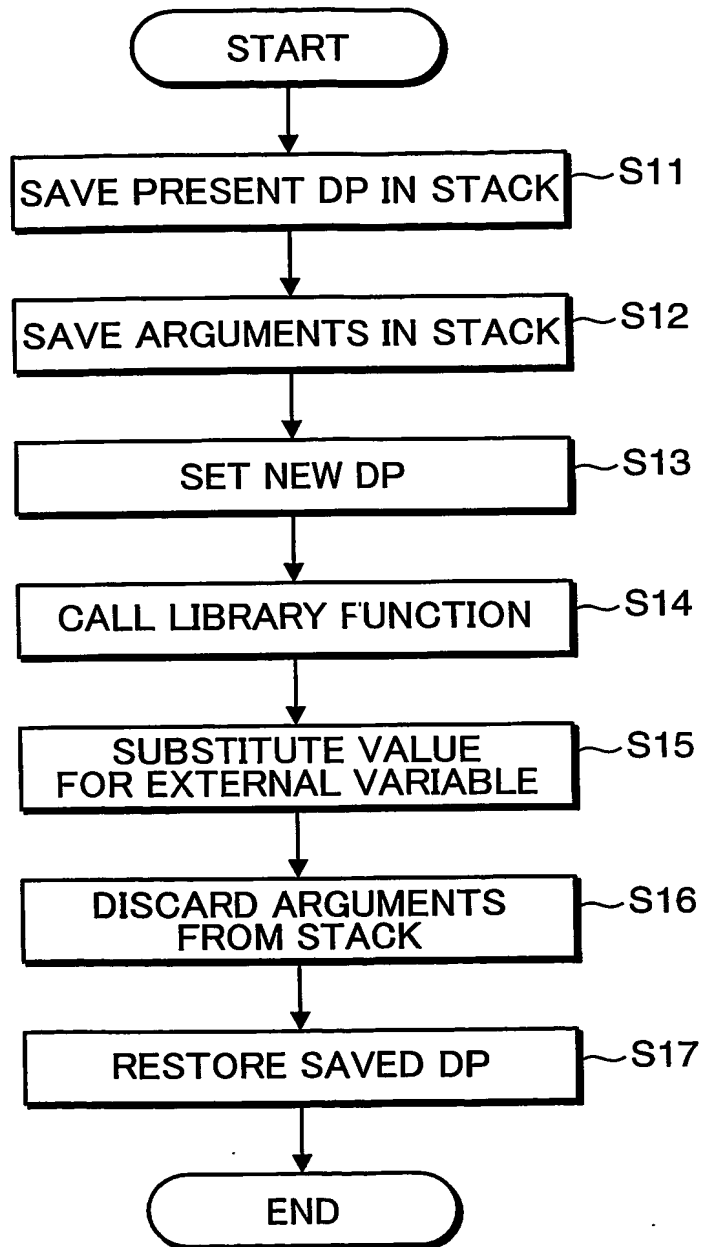 START
SAVE PRESENT DP IN STACK
S11
SAVE ARGUMENTS IN STACK
S12
SET NEW DP
S13
CALL LIBRARY FUNCTION
S14
SUBSTITUTE VALUE
FOR EXTERNAL VARIABLE
S15
DISCARD ARGUMENTS
FROM STACK
S16
RESTORE SAVED DP
S17
END